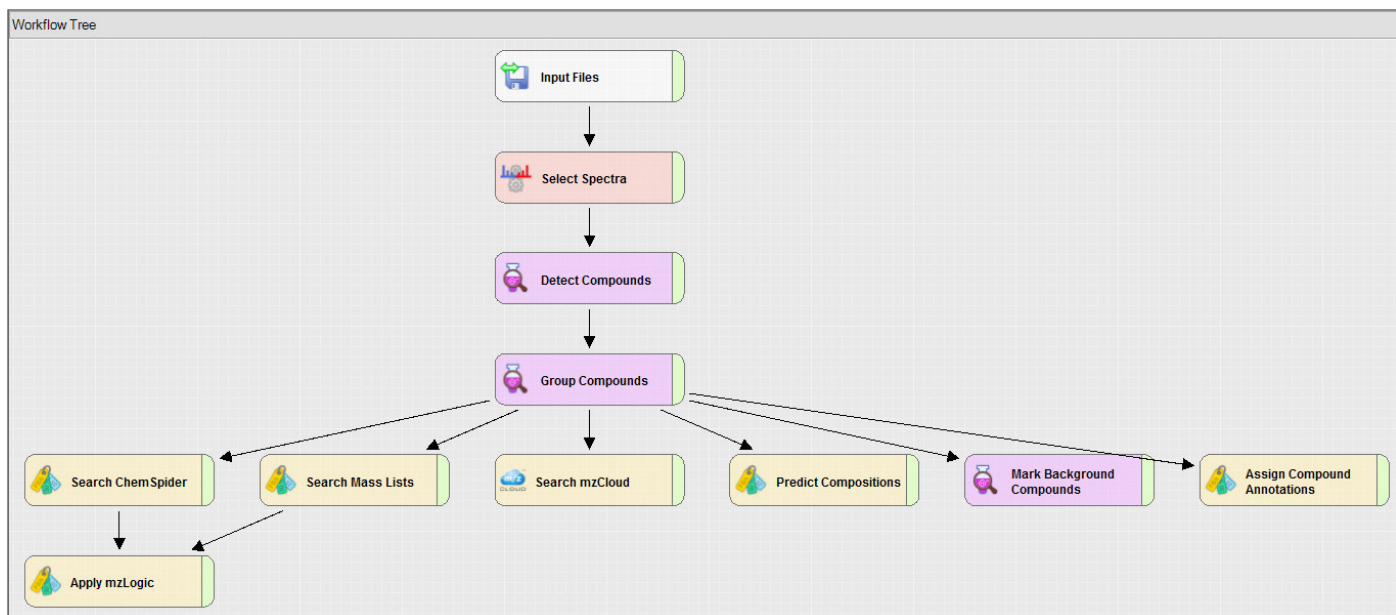 Workflow Tree
Input Files
Select Spectra
Detect Compounds
Group Compounds
Search ChemSpider
Search Mass Lists
CLOUD
Search mzCloud
Predict Compositions
Mark Background
Compounds
Assign Compound
Annotations
Apply mzLogic